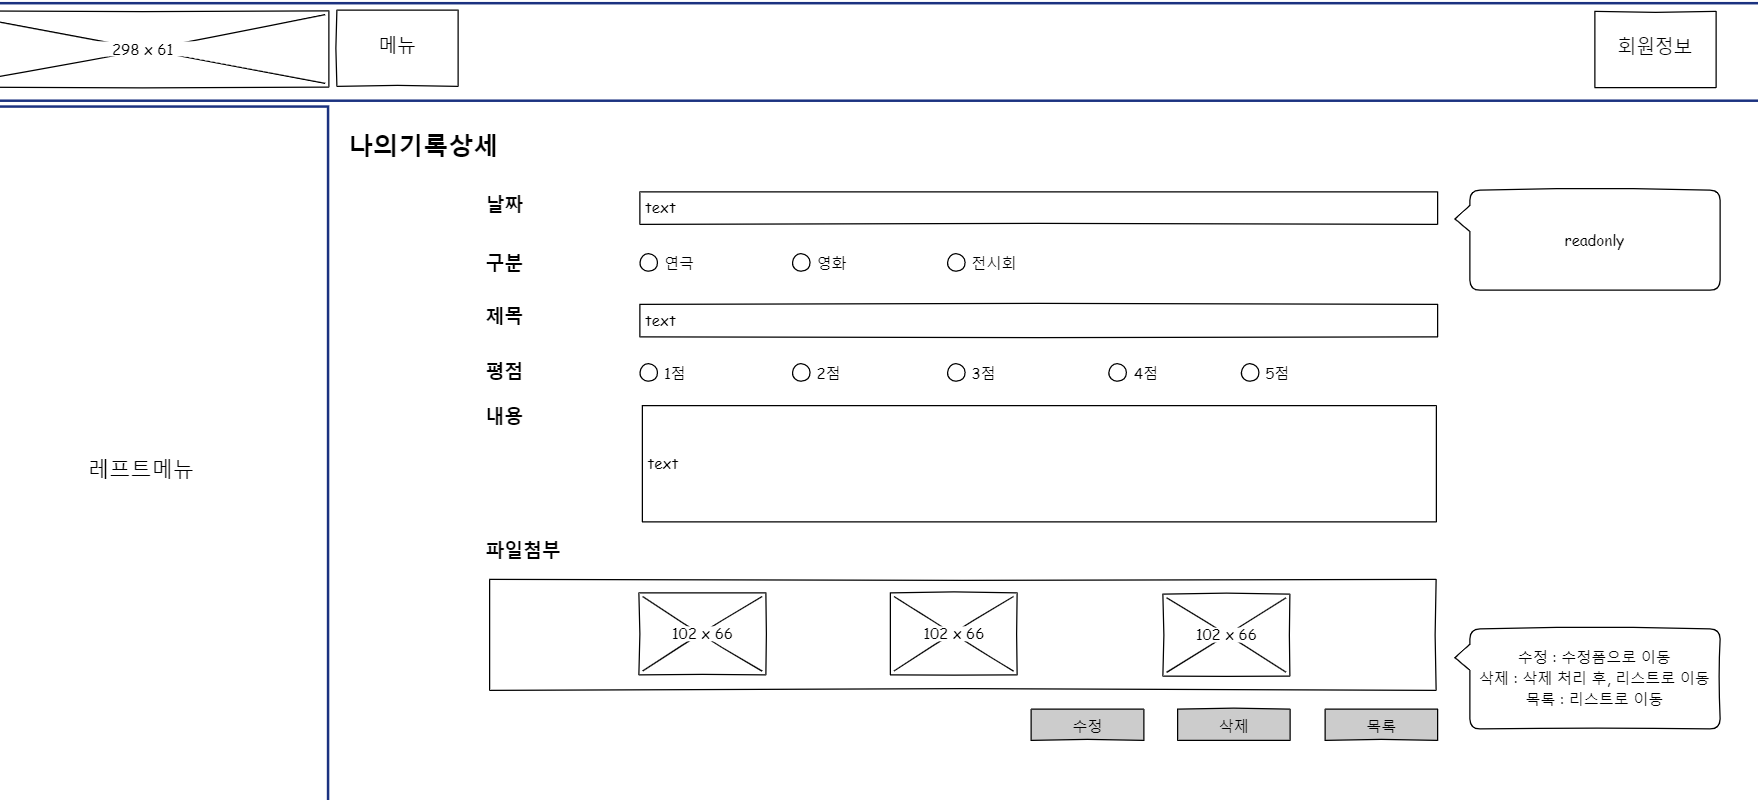 298 x 61
메뉴
회원정보
레프트메뉴
나의기록상세
날짜
text
readonly
구분
연극
영화
전시회
제목
text
평점
1점
2점
3점
4점
5점
내용
text
파일첨부
102 x 66
102 x 66
102 x 66
수정 : 수정폼으로 이동
삭제 : 삭제 처리 후, 리스트로 이동
목록 : 리스트로 이동
수정
삭제
목록